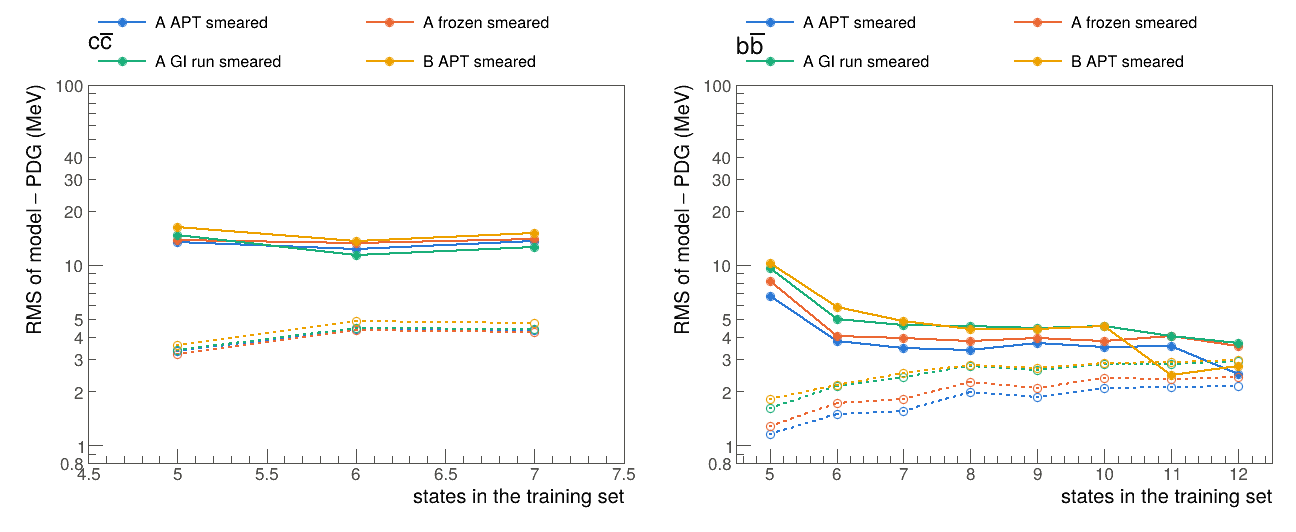 A APT smeared
A frozen smeared
cc̅
A GI run smeared
B APT smeared
RMS of model – PDG (MeV)
100
40
30
20
10
5
4
3
2
1
0.8
4.5
5
5.5
6
6.5
7
7.5
states in the training set
A APT smeared
A frozen smeared
bb̅
A GI run smeared
B APT smeared
RMS of model – PDG (MeV)
100
40
30
20
10
5
4
3
2
1
0.8
5
6
7
8
9
10
11
12
states in the training set